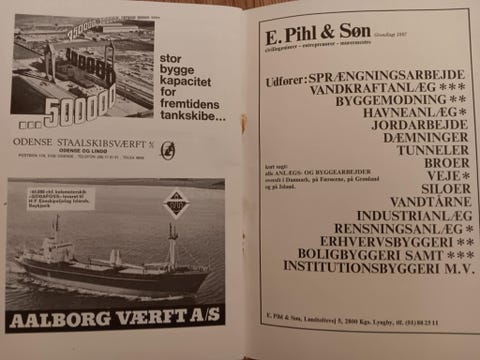 350000
400000
...500000
stor
bygge
kapacitet
for
fremtidens
tankskibe...
ODENSE STAALSKIBSVÆRFT A/S
ODENSE OG LINDØ
AALBORG VÆRFT A/S
E. Pihl & Søn Grundlagt 1887
civilingeniører - entreprenører - murermestre
Udfører: SPRÆNGNINGSARBEJDE
VANDKRAFTANLÆG ***
BYGGEMODNING **
HAVNEANLÆG *
JORDARBEJDE
DÆMNINGER
TUNNELER
BROER
kort sagt:
alle ANLÆGS- OG BYGGEARBEJDER
overalt i Danmark, på Færøerne, på Grønland
og på Island.
VEJE *
SILOER
VANDTÅRNE
INDUSTRIANLÆG
RENSNINGSANLÆG *
ERHVERVSBYGGERI **
BOLIGBYGGERI SAMT ***
INSTITUTIONSBYGGERI M.V.
E. Pihl & Søn, Lundtoftevej 5, 2800 Kgs. Lyngby, tlf. (01) 88 25 11